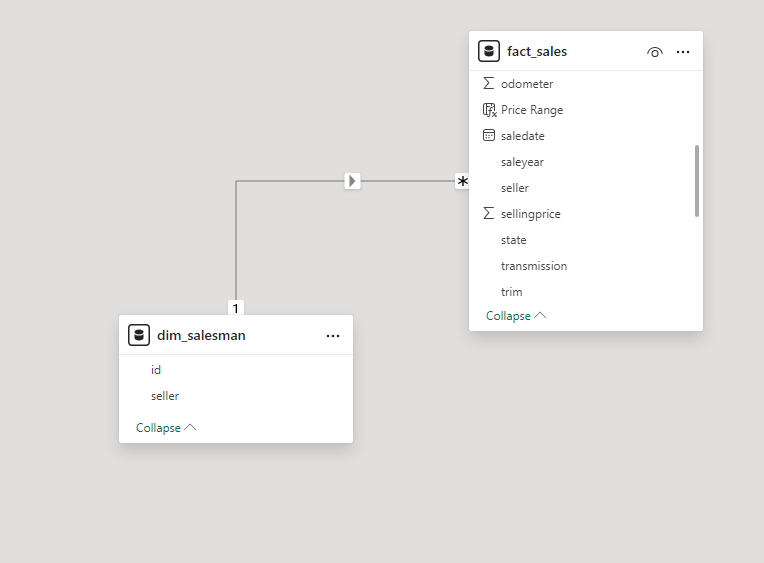 fact_sales
odometer
Price Range
saledate
saleyear
seller
sellingprice
state
transmission
trim
Collapse
*
1
dim_salesman
id
seller
Collapse